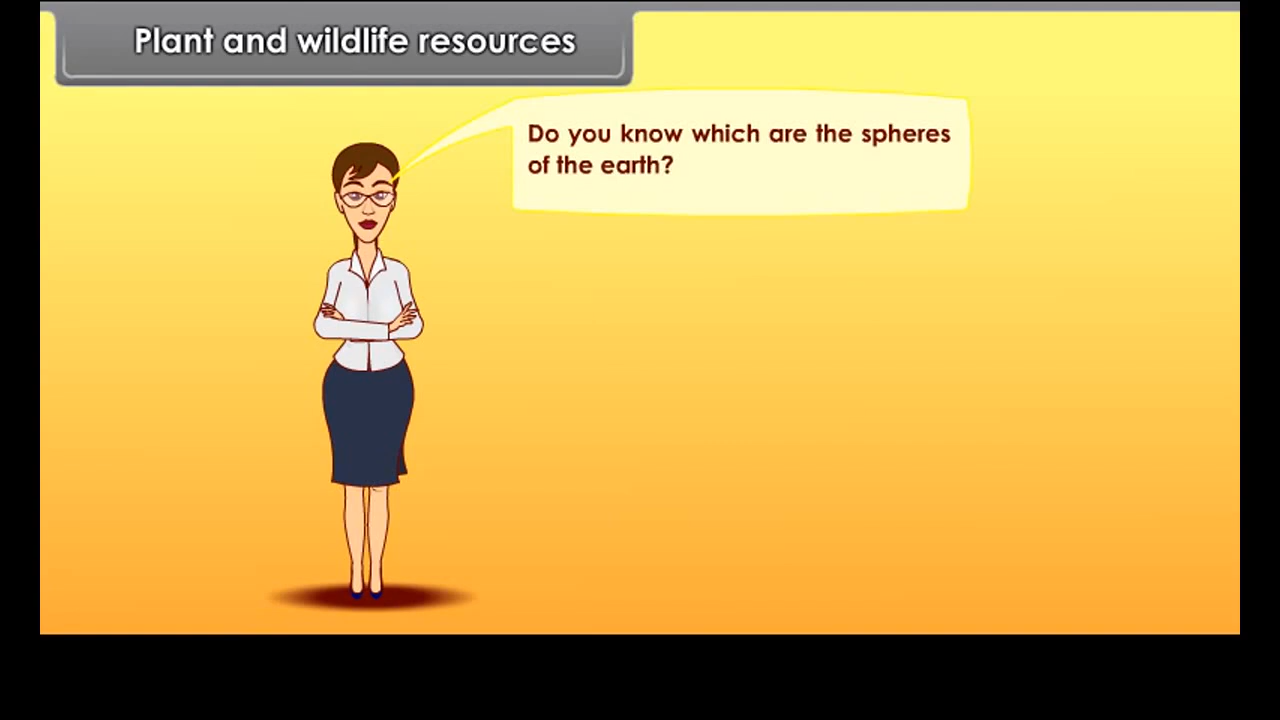 Plant and wildlife resources
Do you know which are the spheres
of the earth?